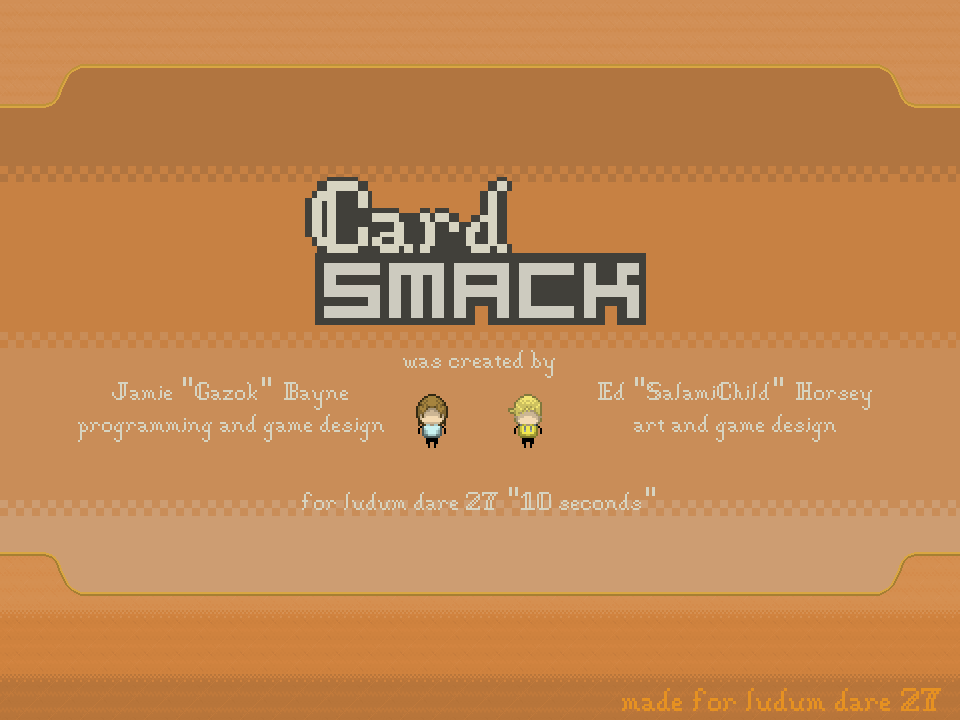 Card
SMACK
was created by
Jamie "Gazok" Bayne
programming and game design
Ed "SalamiChild" Horsey
art and game design
for ludum dare 27 "10 seconds"
made for ludum dare 27